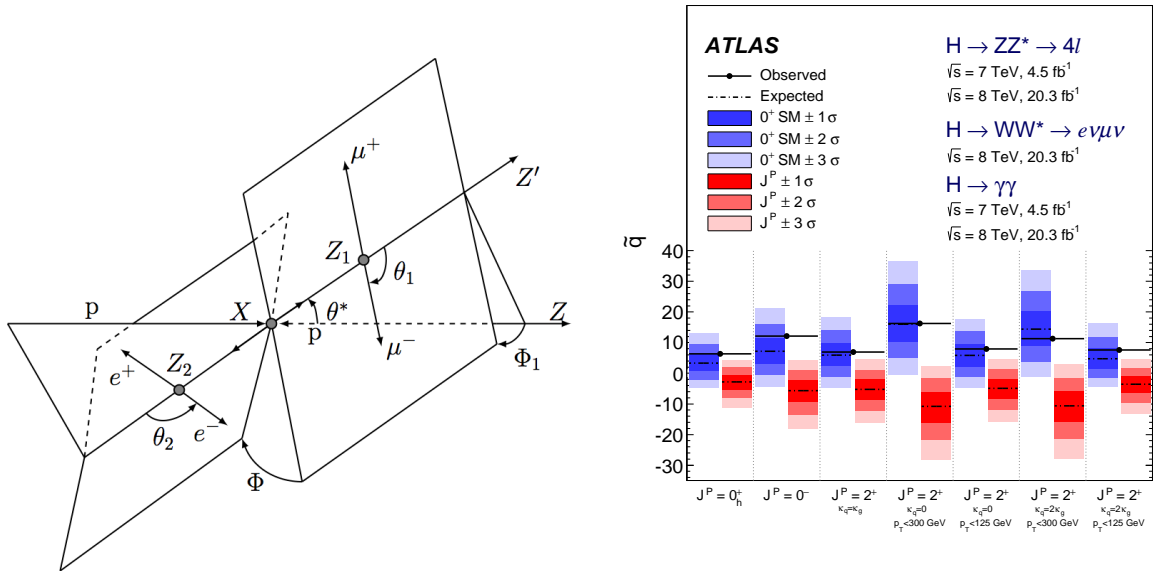 μ⁺
Z′
Z₁
θ₁
p
X
θ*
p
Z
μ⁻
Φ₁
Z₂
e⁺
θ₂
e⁻
Φ
ATLAS
Observed
Expected
0⁺ SM ± 1 σ
0⁺ SM ± 2 σ
0⁺ SM ± 3 σ
Jᴾ ± 1 σ
Jᴾ ± 2 σ
Jᴾ ± 3 σ
H → ZZ* → 4l
√s = 7 TeV, 4.5 fb⁻¹
√s = 8 TeV, 20.3 fb⁻¹
H → WW* → eνμν
√s = 8 TeV, 20.3 fb⁻¹
H → γγ
√s = 7 TeV, 4.5 fb⁻¹
√s = 8 TeV, 20.3 fb⁻¹
q̃
40
30
20
10
0
-10
-20
-30
Jᴾ = 0⁺ₕ
Jᴾ = 0⁻
Jᴾ = 2⁺
κq=κg
Jᴾ = 2⁺
κq=0
pT<300 GeV
Jᴾ = 2⁺
κq=0
pT<125 GeV
Jᴾ = 2⁺
κq=2κg
pT<300 GeV
Jᴾ = 2⁺
κq=2κg
pT<125 GeV